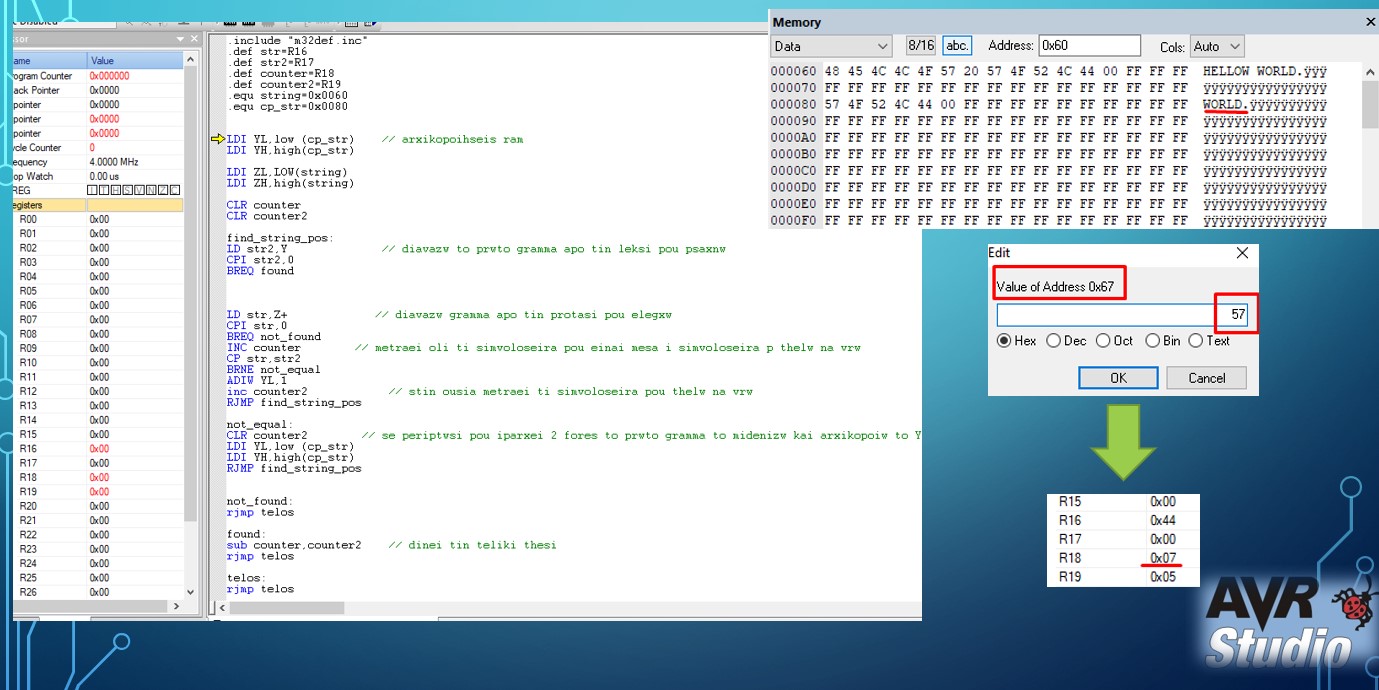 Disabled
sor
ame Value
rogram Counter 0x000000
ack Pointer 0x0000
pointer 0x0000
pointer 0x0000
pointer 0x0000
ycle Counter 0
equency 4.0000 MHz
op Watch 0.00 us
REG I T H S V N Z C
egisters
R00 0x00
R01 0x00
R02 0x00
R03 0x00
R04 0x00
R05 0x00
R06 0x00
R07 0x00
R08 0x00
R09 0x00
R10 0x00
R11 0x00
R12 0x00
R13 0x00
R14 0x00
R15 0x00
R16 0x00
R17 0x00
R18 0x00
R19 0x00
R20 0x00
R21 0x00
R22 0x00
R23 0x00
R24 0x00
R25 0x00
R26 0x00
.include "m32def.inc"
.def str=R16
.def str2=R17
.def counter=R18
.def counter2=R19
.equ string=0x0060
.equ cp_str=0x0080
LDI YL,low (cp_str) // arxikopoihseis ram
LDI YH,high(cp_str)
LDI ZL,LOW(string)
LDI ZH,high(string)
CLR counter
CLR counter2
find_string_pos:
LD str2,Y // diavazw to prwto gramma apo tin leksi pou psaxnw
CPI str2,0
BREQ found
LD str,Z+ // diavazw gramma apo tin protasi pou elegxw
CPI str,0
BREQ not_found
INC counter // metraei oli ti simvoloseira pou einai mesa i simvoloseira p thelw na vrw
CP str,str2
BRNE not_equal
ADIW YL,1
inc counter2 // stin ousia metraei ti simvoloseira pou thelw na vrw
RJMP find_string_pos
not_equal:
CLR counter2 // se periptwsi pou iparxei 2 fores to prwto gramma to midenizw kai arxikopoiw to Y
LDI YL,low (cp_str)
LDI YH,high(cp_str)
RJMP find_string_pos
not_found:
rjmp telos
found:
sub counter,counter2 // dinei tin teliki thesi
rjmp telos
telos:
rjmp telos
Memory
Data 8/16 abc. Address: 0x60 Cols: Auto
000060 48 45 4C 4C 4F 57 20 57 4F 52 4C 44 00 FF FF FF HELLOW WORLD.ÿÿÿ
000070 FF FF FF FF FF FF FF FF FF FF FF FF FF FF FF FF ÿÿÿÿÿÿÿÿÿÿÿÿÿÿÿÿ
000080 57 4F 52 4C 44 00 FF FF FF FF FF FF FF FF FF FF WORLD.ÿÿÿÿÿÿÿÿÿÿ
000090 FF FF FF FF FF FF FF FF FF FF FF FF FF FF FF FF ÿÿÿÿÿÿÿÿÿÿÿÿÿÿÿÿ
0000A0 FF FF FF FF FF FF FF FF FF FF FF FF FF FF FF FF ÿÿÿÿÿÿÿÿÿÿÿÿÿÿÿÿ
0000B0 FF FF FF FF FF FF FF FF FF FF FF FF FF FF FF FF ÿÿÿÿÿÿÿÿÿÿÿÿÿÿÿÿ
0000C0 FF FF FF FF FF FF FF FF FF FF FF FF FF FF FF FF ÿÿÿÿÿÿÿÿÿÿÿÿÿÿÿÿ
0000D0 FF FF FF FF FF FF FF FF FF FF FF FF FF FF FF FF ÿÿÿÿÿÿÿÿÿÿÿÿÿÿÿÿ
0000E0 FF FF FF FF FF FF FF FF FF FF FF FF FF FF FF FF ÿÿÿÿÿÿÿÿÿÿÿÿÿÿÿÿ
0000F0 FF FF FF FF FF FF FF FF FF FF FF FF FF FF FF FF ÿÿÿÿÿÿÿÿÿÿÿÿÿÿÿÿ
Edit
Value of Address 0x67
57
Hex Dec Oct Bin Text
OK Cancel
R15 0x00
R16 0x44
R17 0x00
R18 0x07
R19 0x05
AVR
Studio